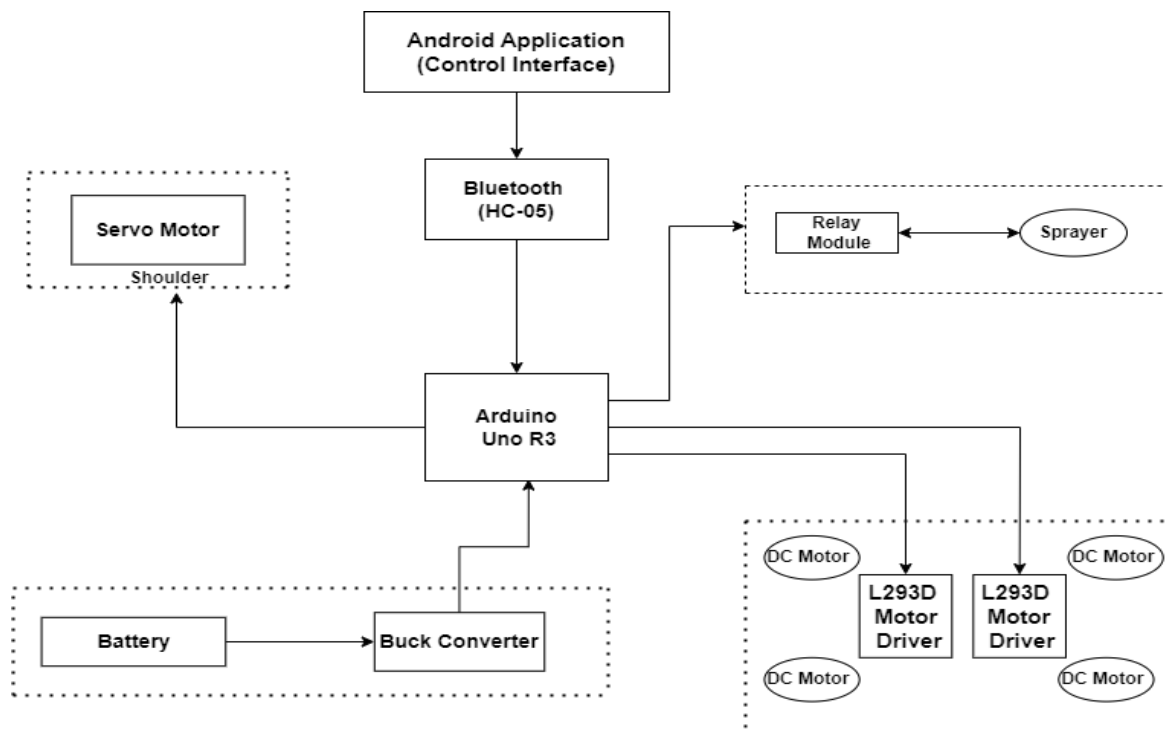 Android Application
(Control Interface)
Bluetooth
(HC-05)
Servo Motor
Shoulder
Relay
Module
Sprayer
Arduino
Uno R3
Battery
Buck Converter
DC Motor
DC Motor
L293D
Motor
Driver
L293D
Motor
Driver
DC Motor
DC Motor